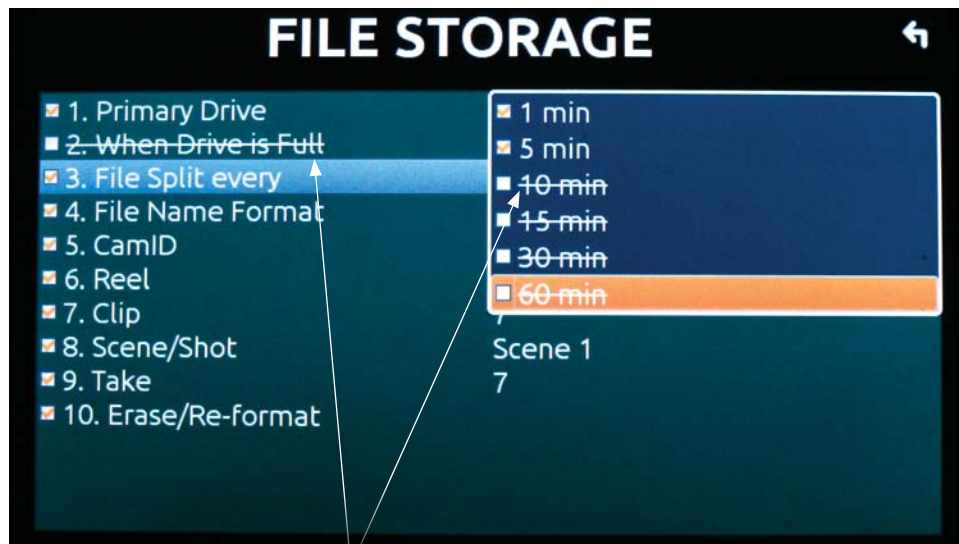 FILE STORAGE
1. Primary Drive
2. When Drive is Full
3. File Split every
4. File Name Format
5. CamID
6. Reel
7. Clip
8. Scene/Shot
9. Take
10. Erase/Re-format
1 min
5 min
10 min
15 min
30 min
60 min
Scene 1
7